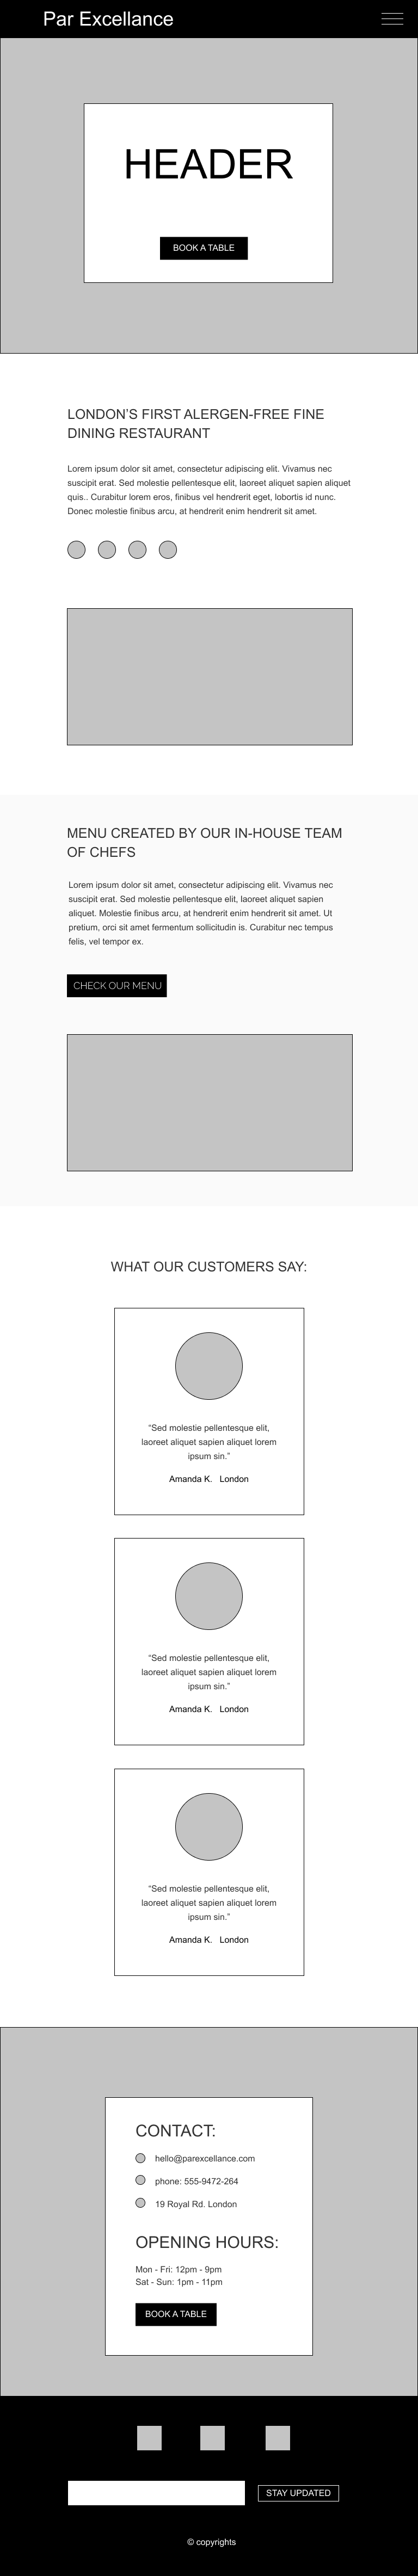 Par Excellance
HEADER
BOOK A TABLE
LONDON’S FIRST ALERGEN-FREE FINE
DINING RESTAURANT
Lorem ipsum dolor sit amet, consectetur adipiscing elit. Vivamus nec
suscipit erat. Sed molestie pellentesque elit, laoreet aliquet sapien aliquet
quis.. Curabitur lorem eros, finibus vel hendrerit eget, lobortis id nunc.
Donec molestie finibus arcu, at hendrerit enim hendrerit sit amet.
MENU CREATED BY OUR IN-HOUSE TEAM
OF CHEFS
Lorem ipsum dolor sit amet, consectetur adipiscing elit. Vivamus nec
suscipit erat. Sed molestie pellentesque elit, laoreet aliquet sapien
aliquet. Molestie finibus arcu, at hendrerit enim hendrerit sit amet. Ut
pretium, orci sit amet fermentum sollicitudin is. Curabitur nec tempus
felis, vel tempor ex.
CHECK OUR MENU
WHAT OUR CUSTOMERS SAY:
“Sed molestie pellentesque elit,
laoreet aliquet sapien aliquet lorem
ipsum sin.”
Amanda K. London
“Sed molestie pellentesque elit,
laoreet aliquet sapien aliquet lorem
ipsum sin.”
Amanda K. London
“Sed molestie pellentesque elit,
laoreet aliquet sapien aliquet lorem
ipsum sin.”
Amanda K. London
CONTACT:
hello@parexcellance.com
phone: 555-9472-264
19 Royal Rd. London
OPENING HOURS:
Mon - Fri: 12pm - 9pm
Sat - Sun: 1pm - 11pm
BOOK A TABLE
STAY UPDATED
© copyrights